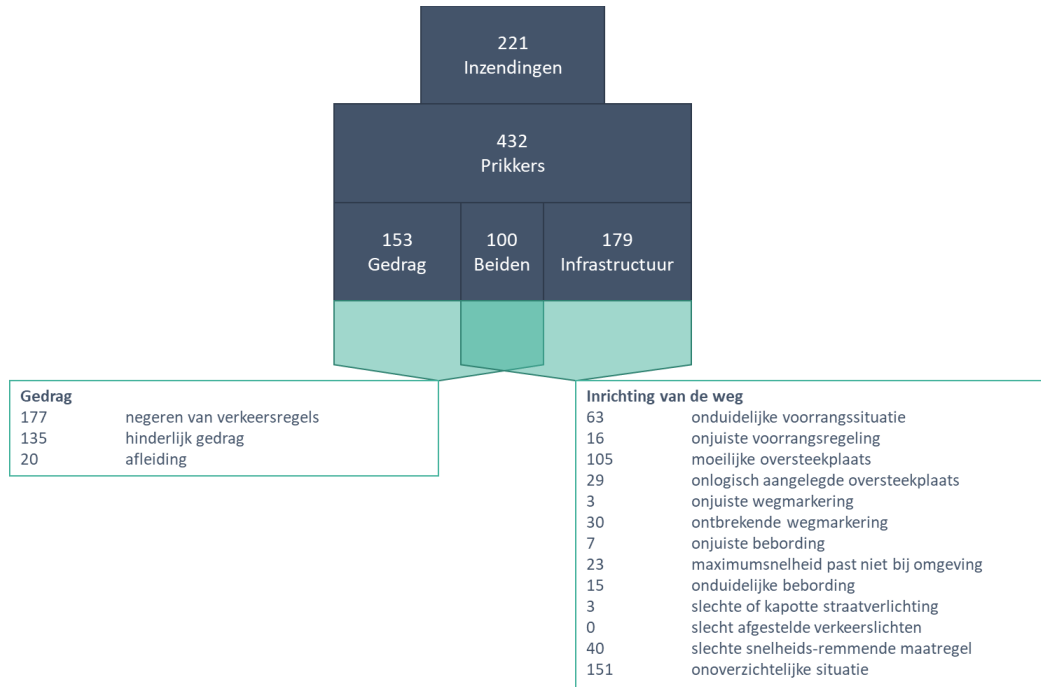 221
Inzendingen
432
Prikkers
153
Gedrag
100
Beiden
179
Infrastructuur
Gedrag
177 negeren van verkeersregels
135 hinderlijk gedrag
20 afleiding
Inrichting van de weg
63 onduidelijke voorrangssituatie
16 onjuiste voorrangsregeling
105 moeilijke oversteekplaats
29 onlogisch aangelegde oversteekplaats
3 onjuiste wegmarkering
30 ontbrekende wegmarkering
7 onjuiste bebording
23 maximumsnelheid past niet bij omgeving
15 onduidelijke bebording
3 slechte of kapotte straatverlichting
0 slecht afgestelde verkeerslichten
40 slechte snelheids-remmende maatregel
151 onoverzichtelijke situatie